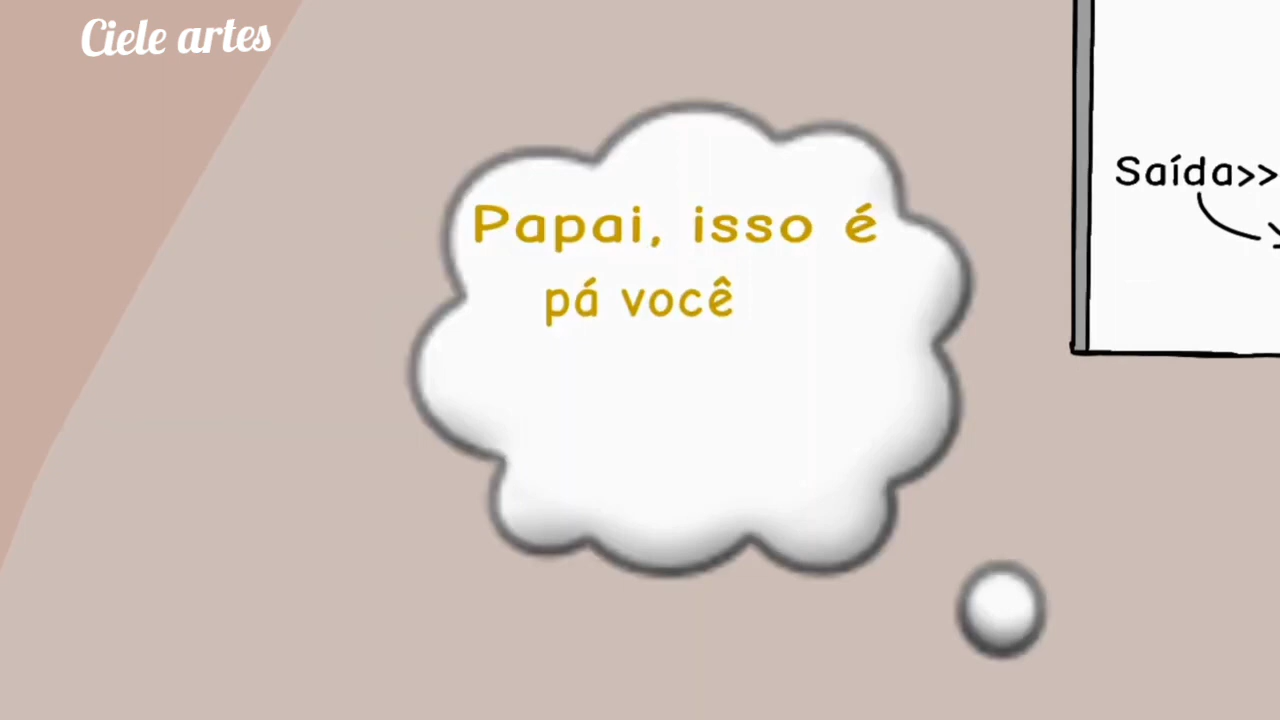 Ciele artes
Saída>>
Papai, isso é
pá você